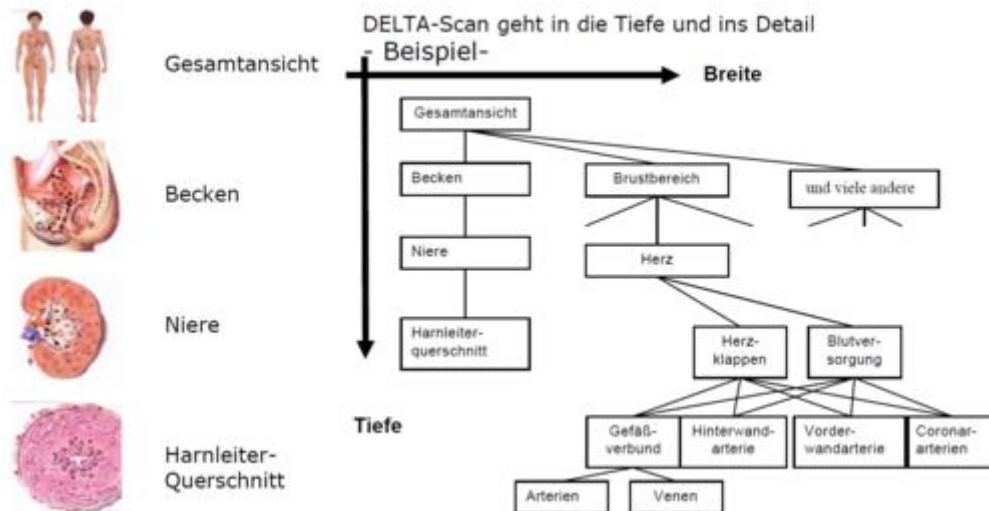 DELTA-Scan geht in die Tiefe und ins Detail
- Beispiel-
Gesamtansicht
Breite
Gesamtansicht
Becken
Becken
Brustbereich
und viele andere
Niere
Herz
Niere
Harnleiter-
querschnitt
Herz-
klappen
Blutver-
sorgung
Tiefe
Gefäß-
verbund
Hinterwand-
arterie
Vorder-
wandarterie
Coronar-
arterien
Harnleiter-
Querschnitt
Arterien
Venen